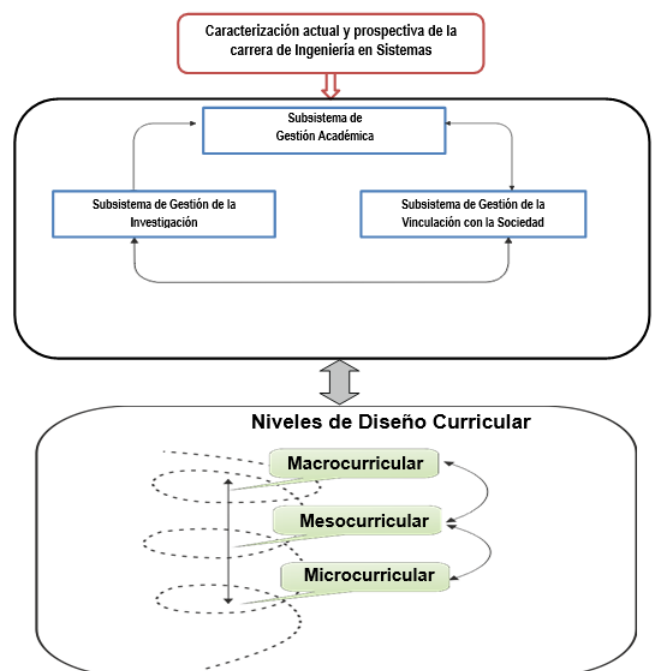 Caracterización actual y prospectiva de la
carrera de Ingeniería en Sistemas
Subsistema de
Gestión Académica
Subsistema de Gestión de la
Investigación
Subsistema de Gestión de la
Vinculación con la Sociedad
Niveles de Diseño Curricular
Macrocurricular
Mesocurricular
Microcurricular